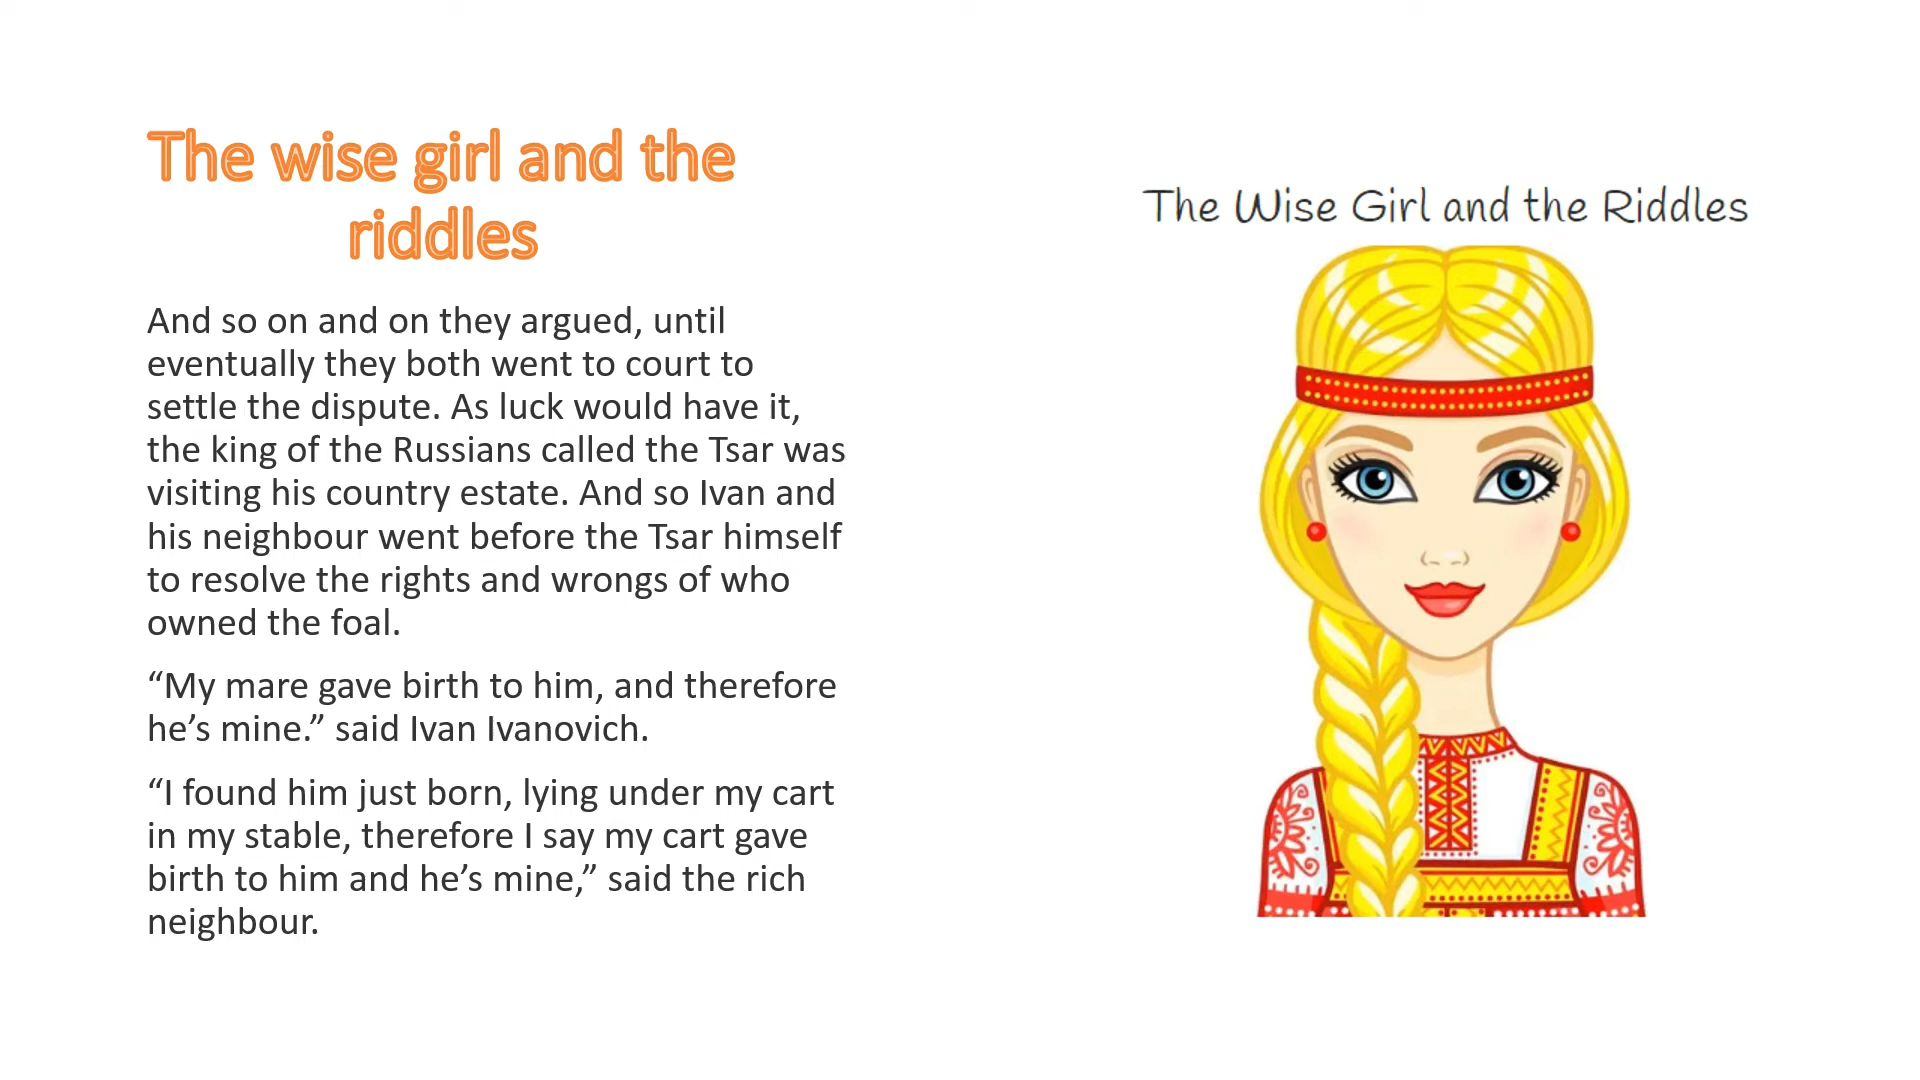 The wise girl and the
riddles
And so on and on they argued, until
eventually they both went to court to
settle the dispute. As luck would have it,
the king of the Russians called the Tsar was
visiting his country estate. And so Ivan and
his neighbour went before the Tsar himself
to resolve the rights and wrongs of who
owned the foal.
“My mare gave birth to him, and therefore
he’s mine.” said Ivan Ivanovich.
“I found him just born, lying under my cart
in my stable, therefore I say my cart gave
birth to him and he’s mine,” said the rich
neighbour.
The Wise Girl and the Riddles